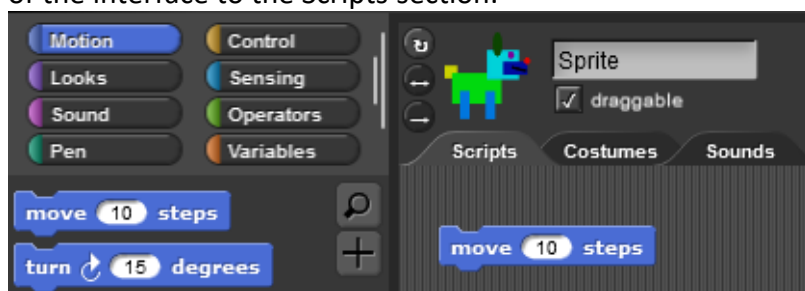 of the interface to the Scripts section.
Motion Control
Looks Sensing
Sound Operators
Pen Variables
move 10 steps
turn 15 degrees
Sprite
draggable
Scripts Costumes Sounds
move 10 steps